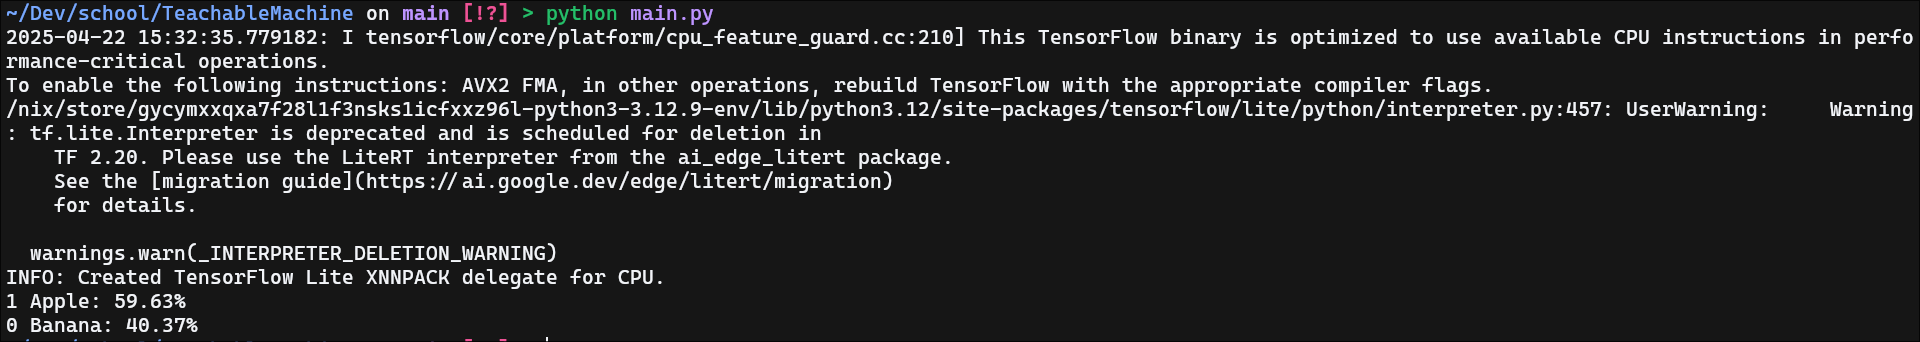 ~/Dev/school/TeachableMachine on main [!?] > python main.py
2025-04-22 15:32:35.779182: I tensorflow/core/platform/cpu_feature_guard.cc:210] This TensorFlow binary is optimized to use available CPU instructions in perfo
rmance-critical operations.
To enable the following instructions: AVX2 FMA, in other operations, rebuild TensorFlow with the appropriate compiler flags.
/nix/store/gycymxxqxa7f28l1f3nsks1icfxxz96l-python3-3.12.9-env/lib/python3.12/site-packages/tensorflow/lite/python/interpreter.py:457: UserWarning:     Warning
: tf.lite.Interpreter is deprecated and is scheduled for deletion in
    TF 2.20. Please use the LiteRT interpreter from the ai_edge_litert package.
    See the [migration guide](https://ai.google.dev/edge/litert/migration)
    for details.

  warnings.warn(_INTERPRETER_DELETION_WARNING)
INFO: Created TensorFlow Lite XNNPACK delegate for CPU.
1 Apple: 59.63%
0 Banana: 40.37%